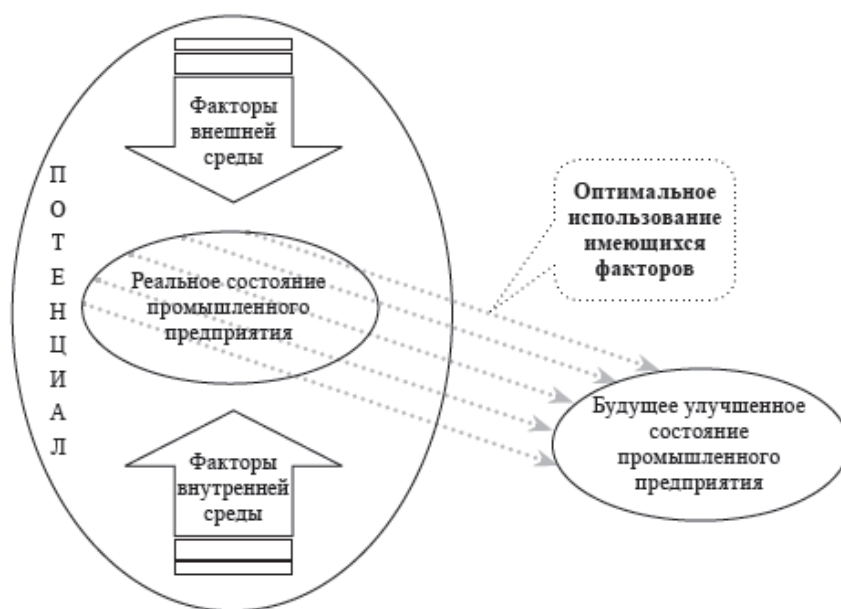 Факторы
внешней
среды
ПОТЕНЦИАЛ
Оптимальное
использование
имеющихся
факторов
Реальное состояние
промышленного
предприятия
Будущее улучшенное
состояние
промышленного
предприятия
Факторы
внутренней
среды